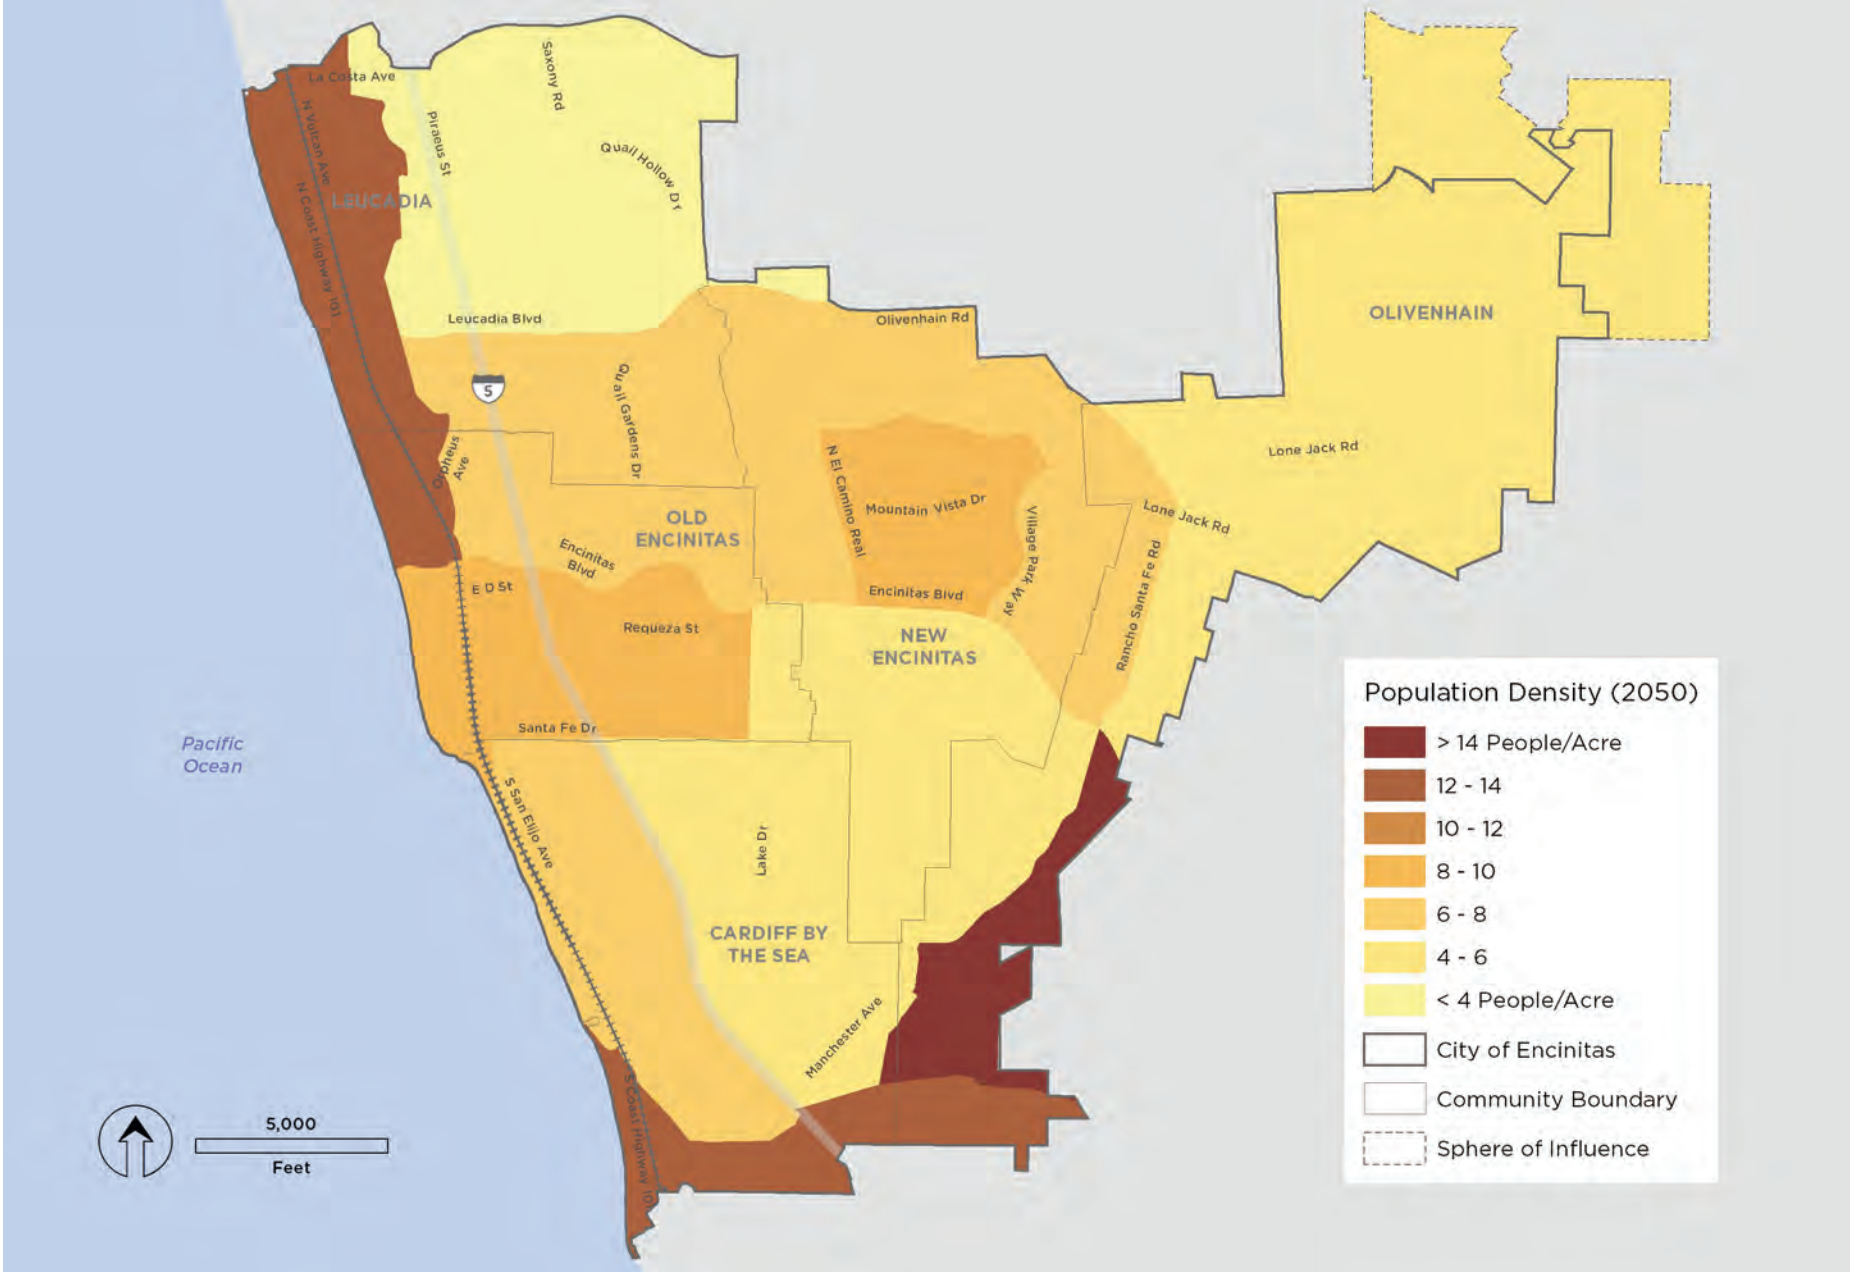 La Costa Ave
N Vulcan Ave
N Coast Highway 101
LEUCADIA
Piraeus St
Saxony Rd
Quail Hollow Dr
Leucadia Blvd
5
Quail Gardens Dr
Orpheus
Ave
Olivenhain Rd
OLIVENHAIN
Lone Jack Rd
Lone Jack Rd
N El Camino Real
Mountain Vista Dr
Village Park Way
Rancho Santa Fe Rd
OLD
ENCINITAS
Encinitas
Blvd
E D St
Requeza St
Encinitas Blvd
NEW
ENCINITAS
Santa Fe Dr
Pacific
Ocean
S San Elijo Ave
Lake Dr
CARDIFF BY
THE SEA
Manchester Ave
S Coast Highway 101
5,000
Feet
Population Density (2050)
> 14 People/Acre
12 - 14
10 - 12
8 - 10
6 - 8
4 - 6
< 4 People/Acre
City of Encinitas
Community Boundary
Sphere of Influence